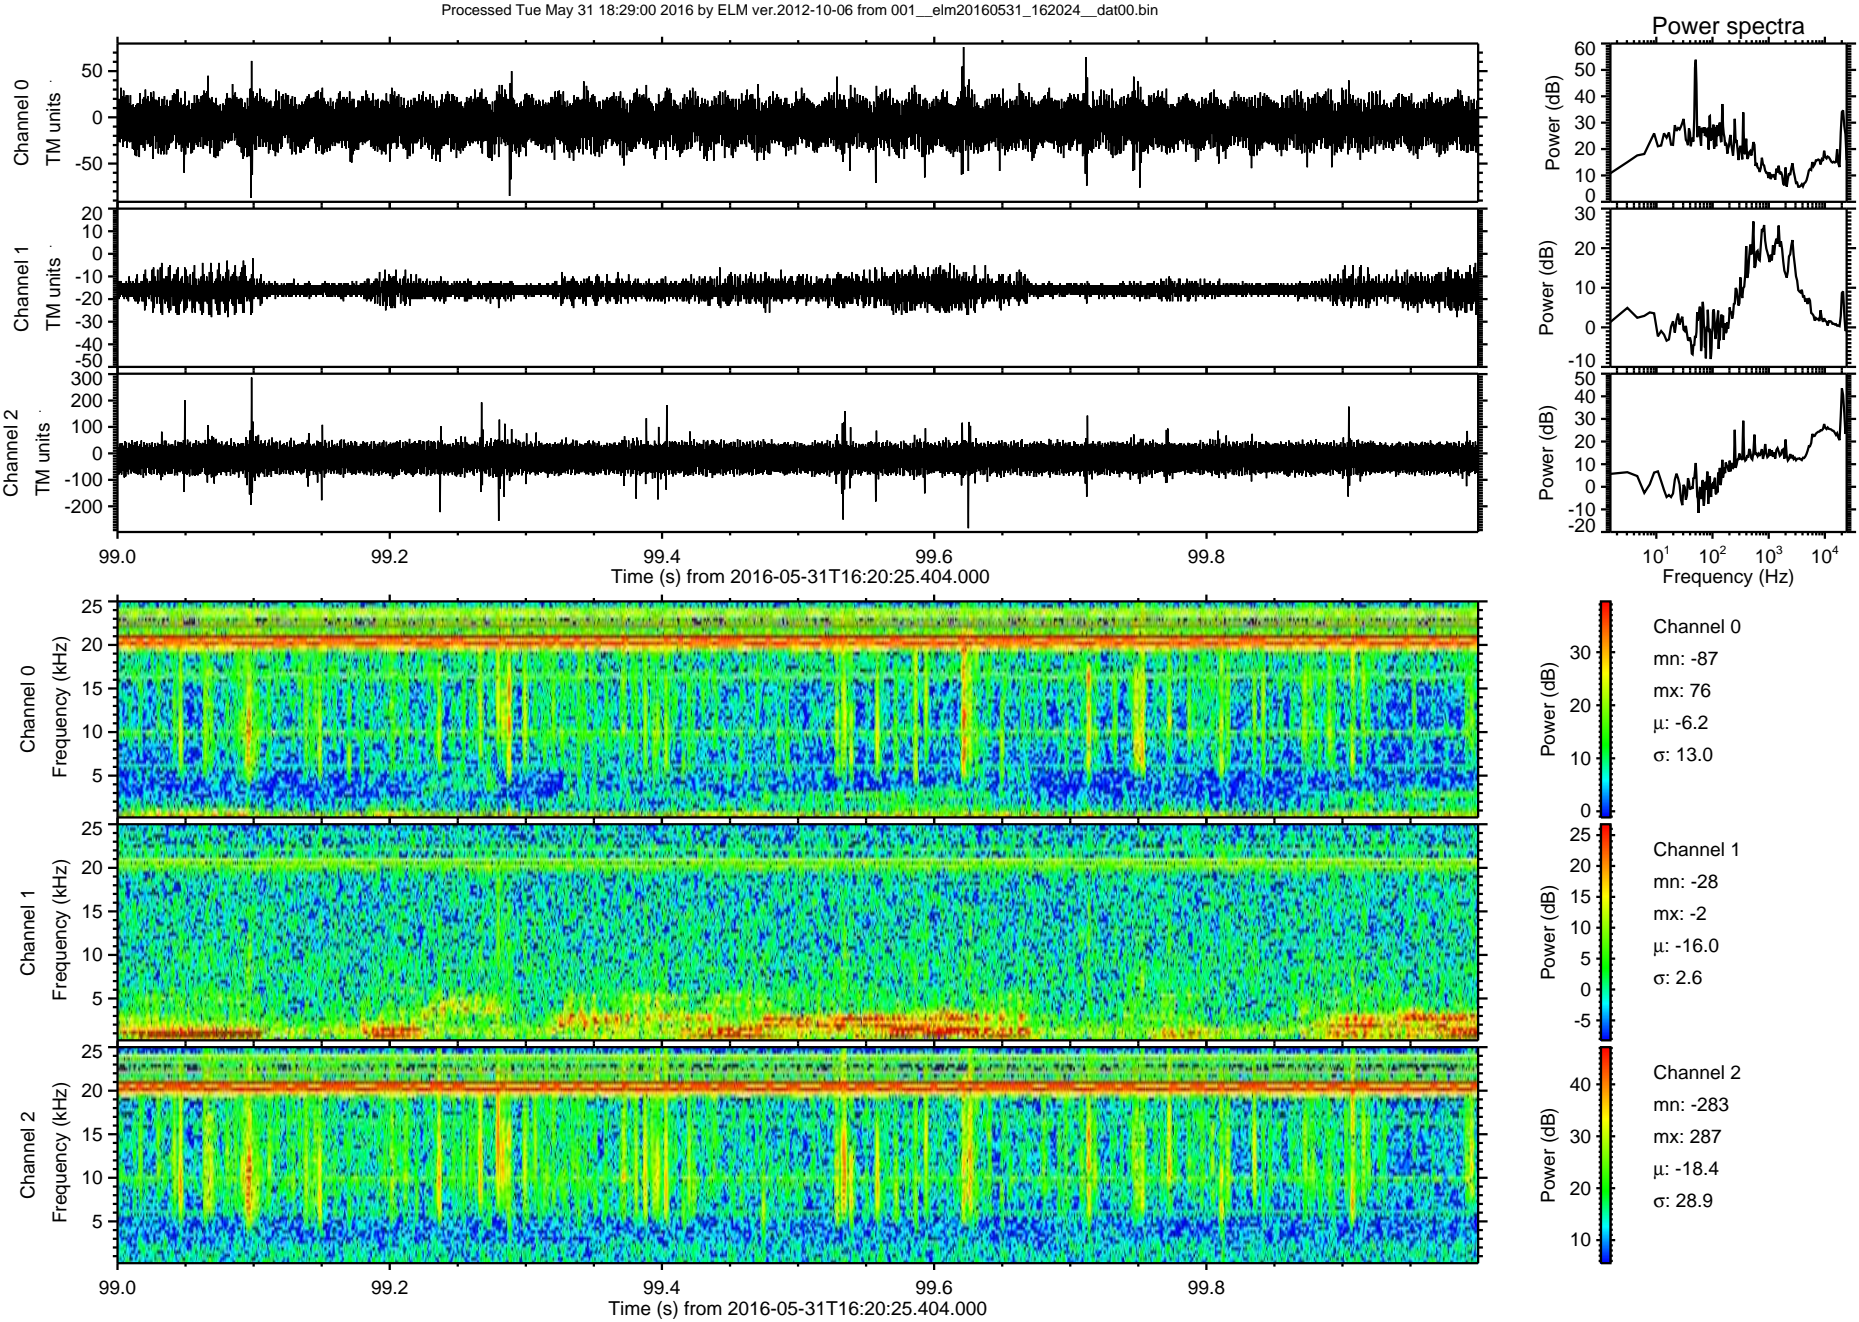 Processed Tue May 31 18:29:00 2016 by ELM ver.2012-10-06 from 001__elm20160531_162024__dat00.bin
Power spectra
Channel 0
TM units
50
0
-50
Power (dB)
60
50
40
30
20
10
0
Channel 1
TM units
20
10
0
-10
-20
-30
-40
-50
Power (dB)
30
20
10
0
-10
Channel 2
TM units
300
200
100
0
-100
-200
Power (dB)
50
40
30
20
10
0
-10
-20
99.0 99.2 99.4 99.6 99.8
Time (s) from 2016-05-31T16:20:25.404.000
10¹ 10² 10³ 10⁴
Frequency (Hz)
Channel 0
Frequency (kHz)
25
20
15
10
5
Power (dB)
30
20
10
0
Channel 0
mn: -87
mx: 76
μ: -6.2
σ: 13.0
Channel 1
Frequency (kHz)
25
20
15
10
5
Power (dB)
25
20
15
10
5
0
-5
Channel 1
mn: -28
mx: -2
μ: -16.0
σ: 2.6
Channel 2
Frequency (kHz)
25
20
15
10
5
Power (dB)
40
30
20
10
Channel 2
mn: -283
mx: 287
μ: -18.4
σ: 28.9
99.0 99.2 99.4 99.6 99.8
Time (s) from 2016-05-31T16:20:25.404.000